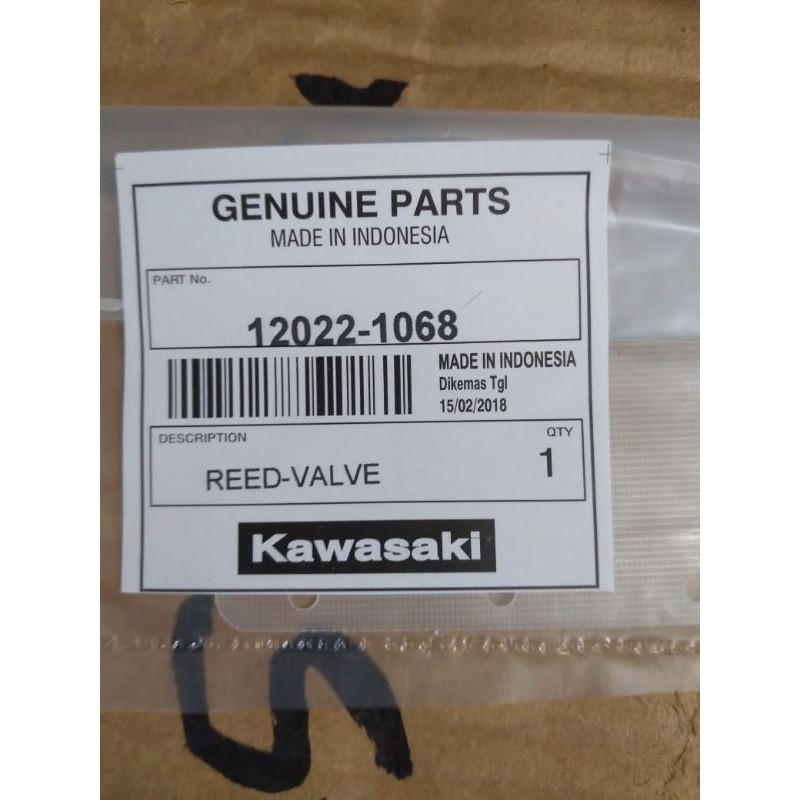 GENUINE PARTS
MADE IN INDONESIA
PART No.
12022-1068
MADE IN INDONESIA
Dikemas Tgl
15/02/2018
DESCRIPTION
QTY
REED-VALVE
1
Kawasaki